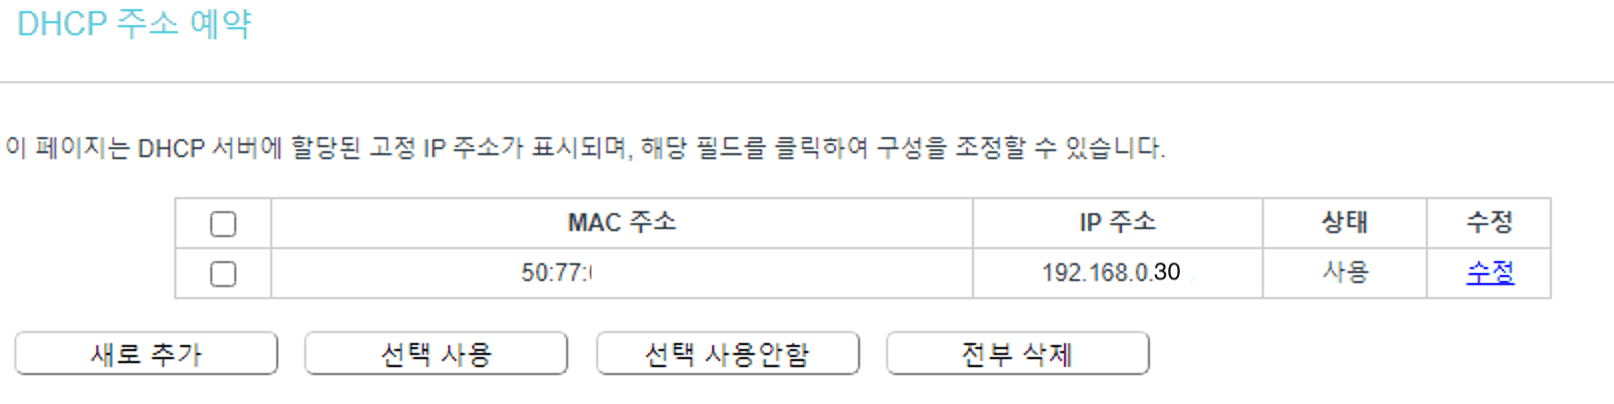 DHCP 주소 예약
이 페이지는 DHCP 서버에 할당된 고정 IP 주소가 표시되며, 해당 필드를 클릭하여 구성을 조정할 수 있습니다.
MAC 주소 IP 주소 상태 수정
50:77: 192.168.0.30 사용 수정
새로 추가 선택 사용 선택 사용안함 전부 삭제